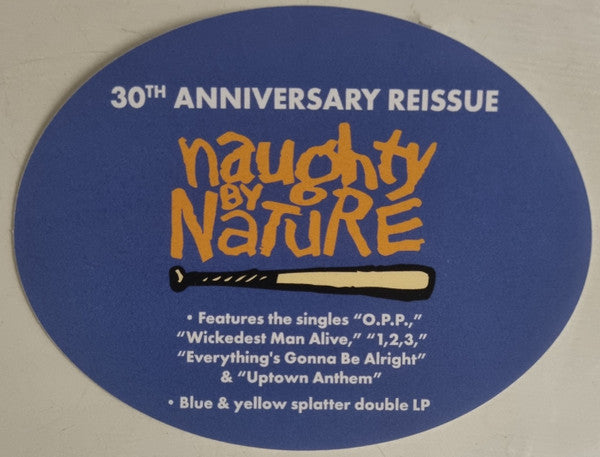 30TH ANNIVERSARY REISSUE
naughty
BY
NaTURE
• Features the singles “O.P.P.,”
“Wickedest Man Alive,” “1,2,3,”
“Everything's Gonna Be Alright”
& “Uptown Anthem”
• Blue & yellow splatter double LP